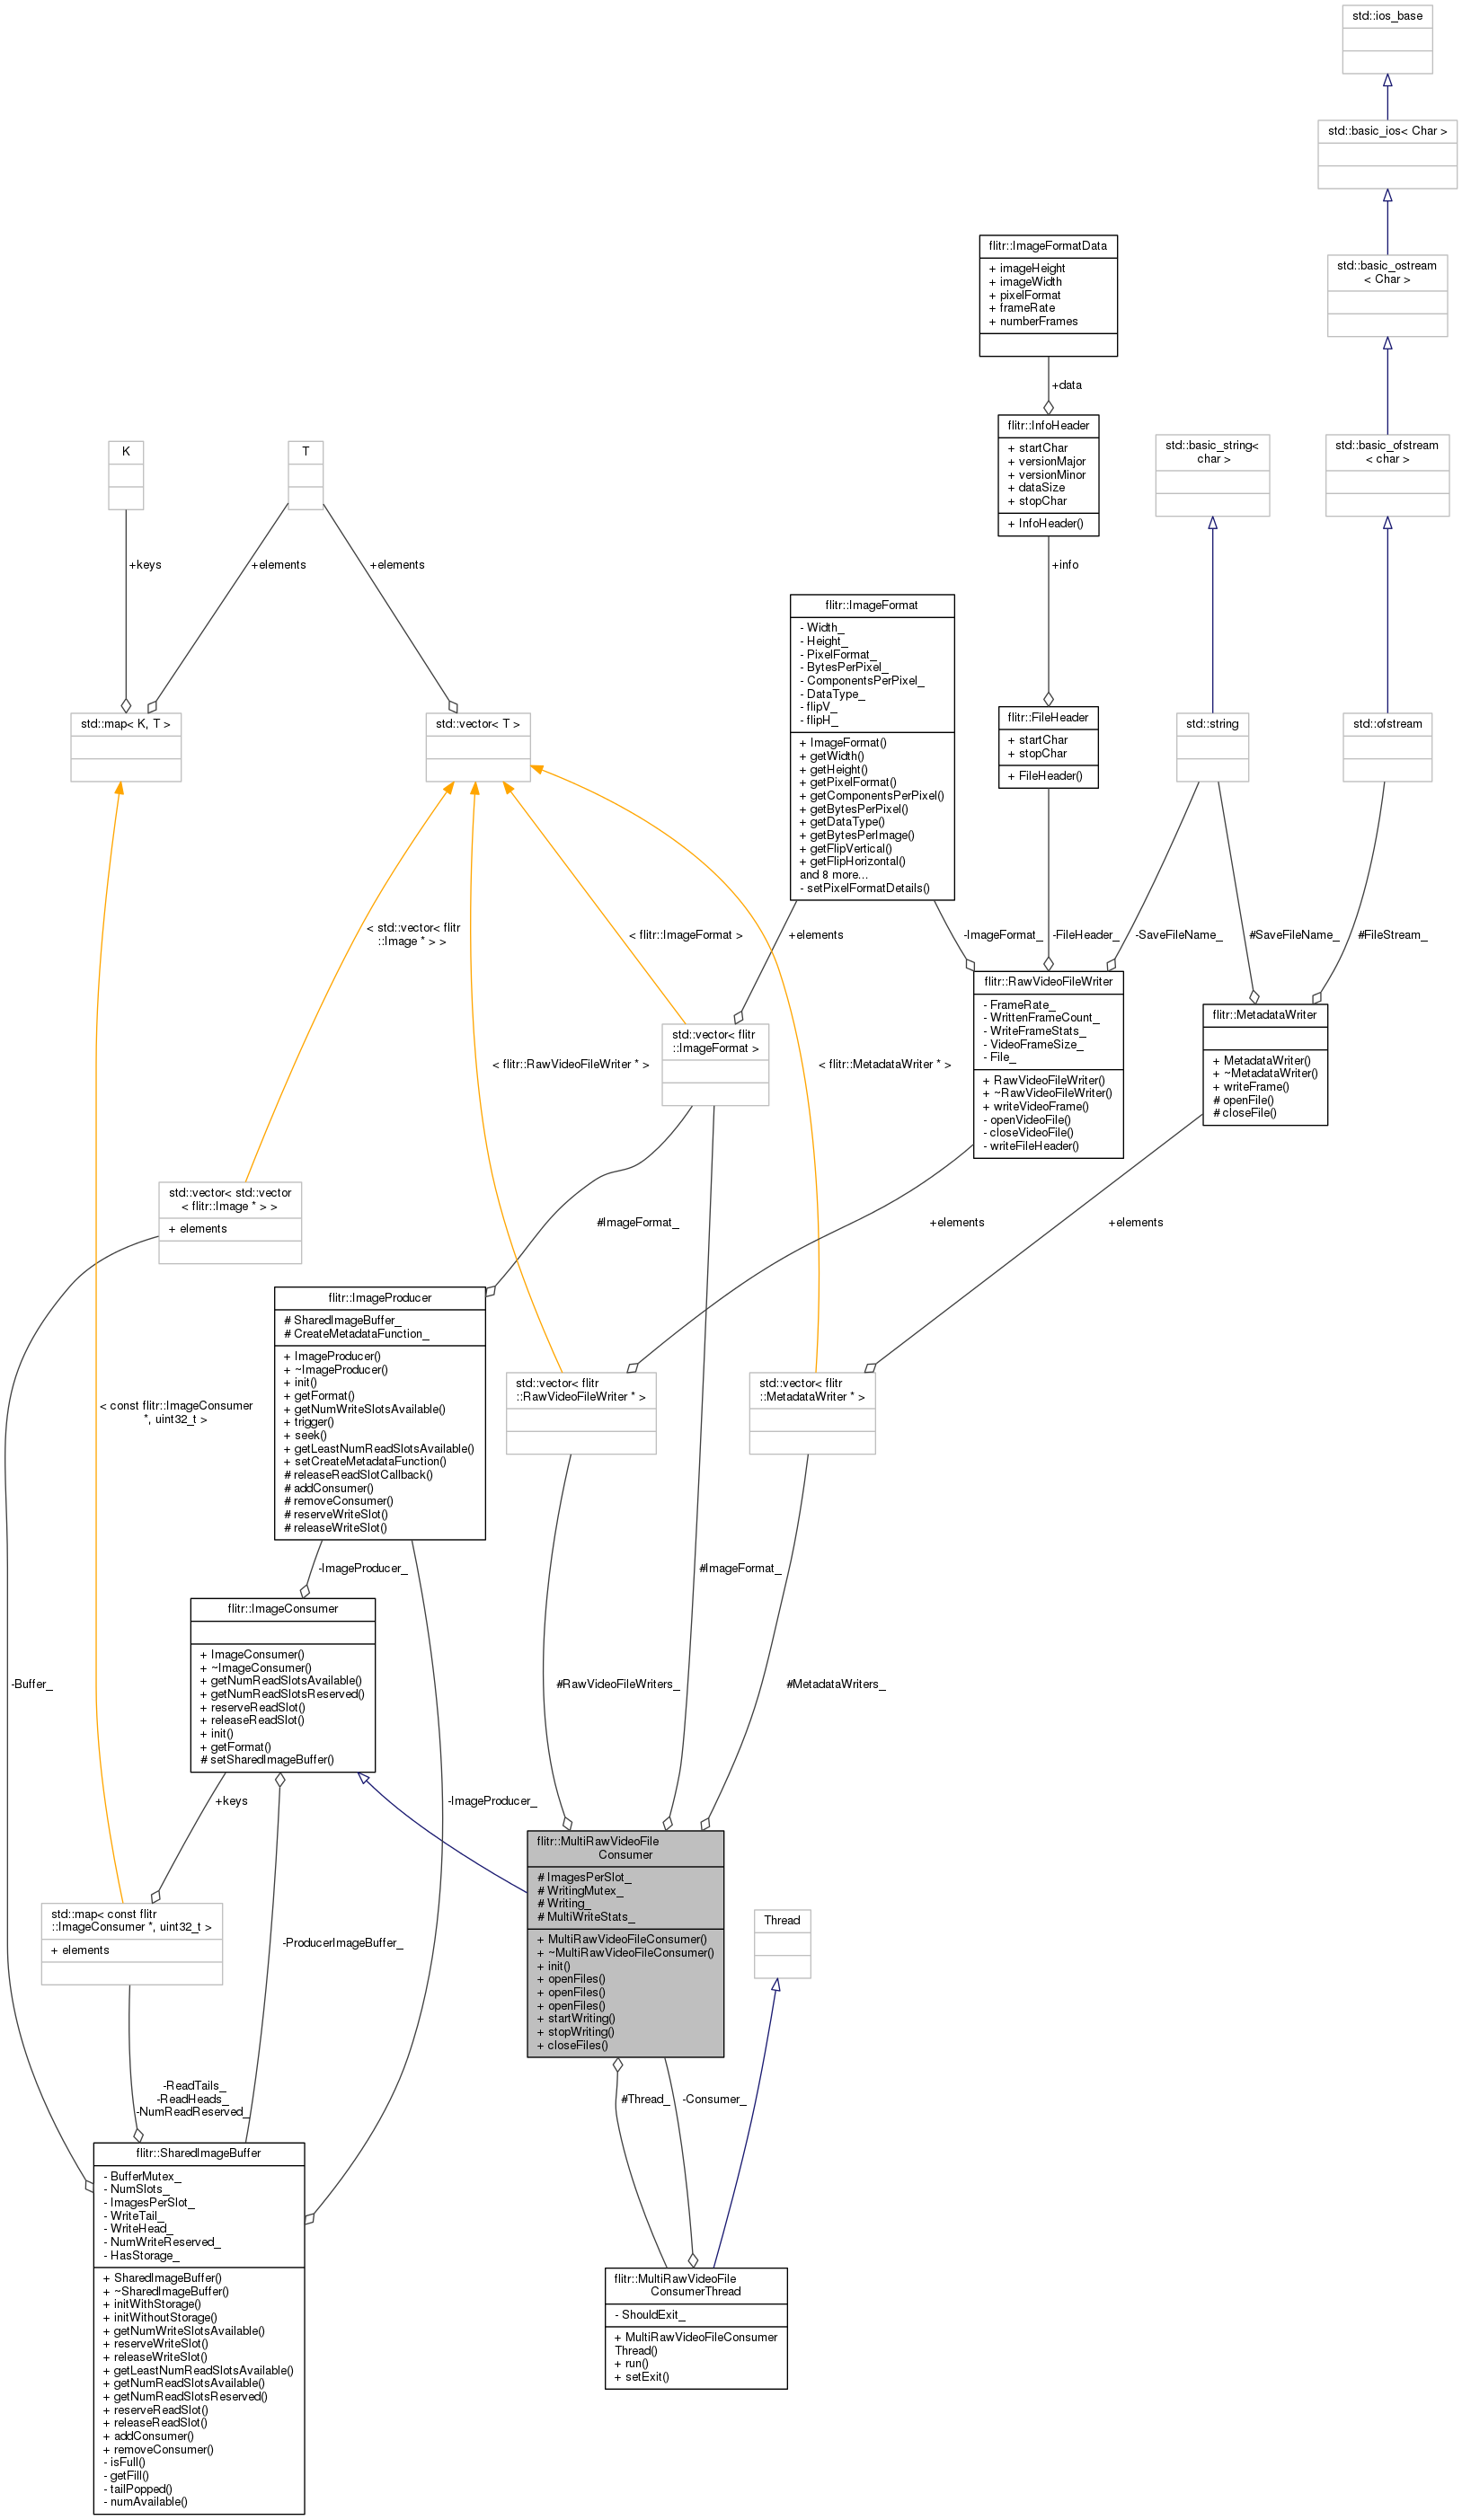 std::ios_base
std::basic_ios< Char >
std::basic_ostream
< Char >
flitr::ImageFormatData
+ imageHeight
+ imageWidth
+ pixelFormat
+ frameRate
+ numberFrames
+data
flitr::InfoHeader
+ startChar
+ versionMajor
+ versionMinor
+ dataSize
+ stopChar
+ InfoHeader()
std::basic_string<
char >
std::basic_ofstream
< char >
K
T
+keys
+elements
+elements
+info
flitr::ImageFormat
- Width_
- Height_
- PixelFormat_
- BytesPerPixel_
- ComponentsPerPixel_
- DataType_
- flipV_
- flipH_
+ ImageFormat()
+ getWidth()
+ getHeight()
+ getPixelFormat()
+ getComponentsPerPixel()
+ getBytesPerPixel()
+ getDataType()
+ getBytesPerImage()
+ getFlipVertical()
+ getFlipHorizontal()
and 8 more...
- setPixelFormatDetails()
std::map< K, T >
std::vector< T >
flitr::FileHeader
+ startChar
+ stopChar
+ FileHeader()
std::string
std::ofstream
< std::vector< flitr
::Image * > >
< flitr::ImageFormat >
+elements
-ImageFormat_
-FileHeader_
-SaveFileName_
#SaveFileName_
#FileStream_
flitr::RawVideoFileWriter
- FrameRate_
- WrittenFrameCount_
- WriteFrameStats_
- VideoFrameSize_
- File_
+ RawVideoFileWriter()
+ ~RawVideoFileWriter()
+ writeVideoFrame()
- openVideoFile()
- closeVideoFile()
- writeFileHeader()
flitr::MetadataWriter
+ MetadataWriter()
+ ~MetadataWriter()
+ writeFrame()
# openFile()
# closeFile()
std::vector< flitr
::ImageFormat >
< flitr::RawVideoFileWriter * >
< flitr::MetadataWriter * >
std::vector< std::vector
< flitr::Image * > >
+ elements
#ImageFormat_
+elements
+elements
flitr::ImageProducer
# SharedImageBuffer_
# CreateMetadataFunction_
+ ImageProducer()
+ ~ImageProducer()
+ init()
+ getFormat()
+ getNumWriteSlotsAvailable()
+ trigger()
+ seek()
+ getLeastNumReadSlotsAvailable()
+ setCreateMetadataFunction()
# releaseReadSlotCallback()
# addConsumer()
# removeConsumer()
# reserveWriteSlot()
# releaseWriteSlot()
std::vector< flitr
::RawVideoFileWriter * >
std::vector< flitr
::MetadataWriter * >
< const flitr::ImageConsumer
*, uint32_t >
-ImageProducer_
#ImageFormat_
flitr::ImageConsumer
+ ImageConsumer()
+ ~ImageConsumer()
+ getNumReadSlotsAvailable()
+ getNumReadSlotsReserved()
+ reserveReadSlot()
+ releaseReadSlot()
+ init()
+ getFormat()
# setSharedImageBuffer()
-Buffer_
#RawVideoFileWriters_
#MetadataWriters_
+keys
-ImageProducer_
flitr::MultiRawVideoFile
Consumer
# ImagesPerSlot_
# WritingMutex_
# Writing_
# MultiWriteStats_
+ MultiRawVideoFileConsumer()
+ ~MultiRawVideoFileConsumer()
+ init()
+ openFiles()
+ openFiles()
+ openFiles()
+ startWriting()
+ stopWriting()
+ closeFiles()
std::map< const flitr
::ImageConsumer *, uint32_t >
+ elements
-ProducerImageBuffer_
Thread
-ReadTails_
-ReadHeads_
-NumReadReserved_
#Thread_
-Consumer_
flitr::SharedImageBuffer
- BufferMutex_
- NumSlots_
- ImagesPerSlot_
- WriteTail_
- WriteHead_
- NumWriteReserved_
- HasStorage_
+ SharedImageBuffer()
+ ~SharedImageBuffer()
+ initWithStorage()
+ initWithoutStorage()
+ getNumWriteSlotsAvailable()
+ reserveWriteSlot()
+ releaseWriteSlot()
+ getLeastNumReadSlotsAvailable()
+ getNumReadSlotsAvailable()
+ getNumReadSlotsReserved()
+ reserveReadSlot()
+ releaseReadSlot()
+ addConsumer()
+ removeConsumer()
- isFull()
- getFill()
- tailPopped()
- numAvailable()
flitr::MultiRawVideoFile
ConsumerThread
- ShouldExit_
+ MultiRawVideoFileConsumer
Thread()
+ run()
+ setExit()